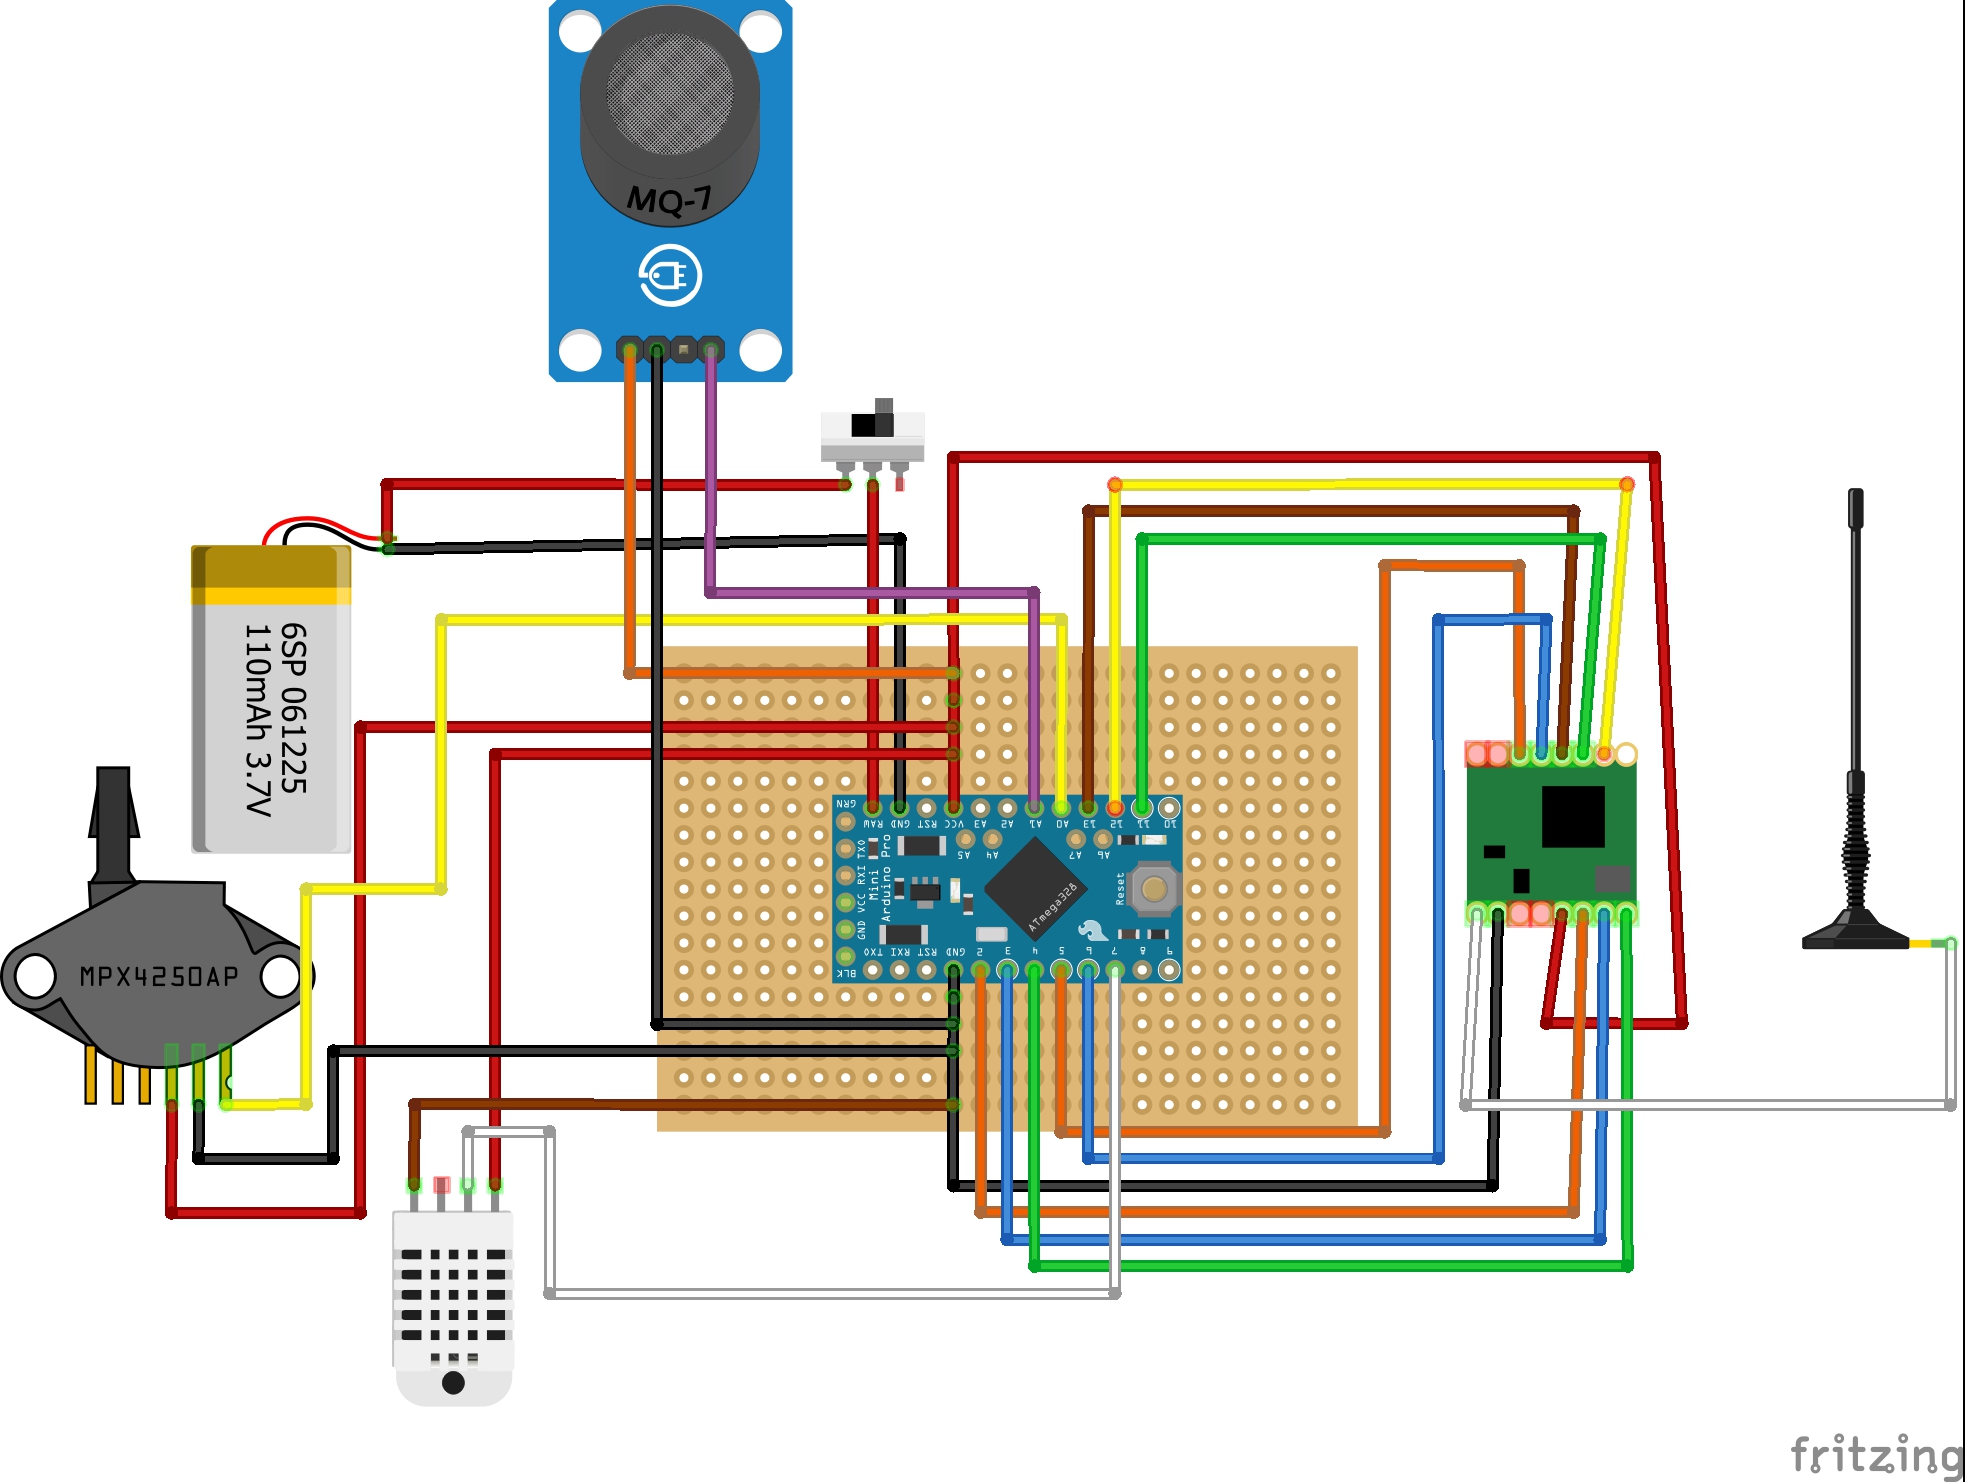 MQ-7
6SP 061225
110mAh 3.7V
MPX4250AP
GRN
RAW GND RST VCC A3 A2 A1 A0 13 12 11 10
A5 A4 A7 A6
TXO
RXI
VCC
GND
BLK
Arduino Pro
Mini
ATmega328
Reset
TXO RXI RST GND 2 3 4 5 6 7 8 9
fritzing